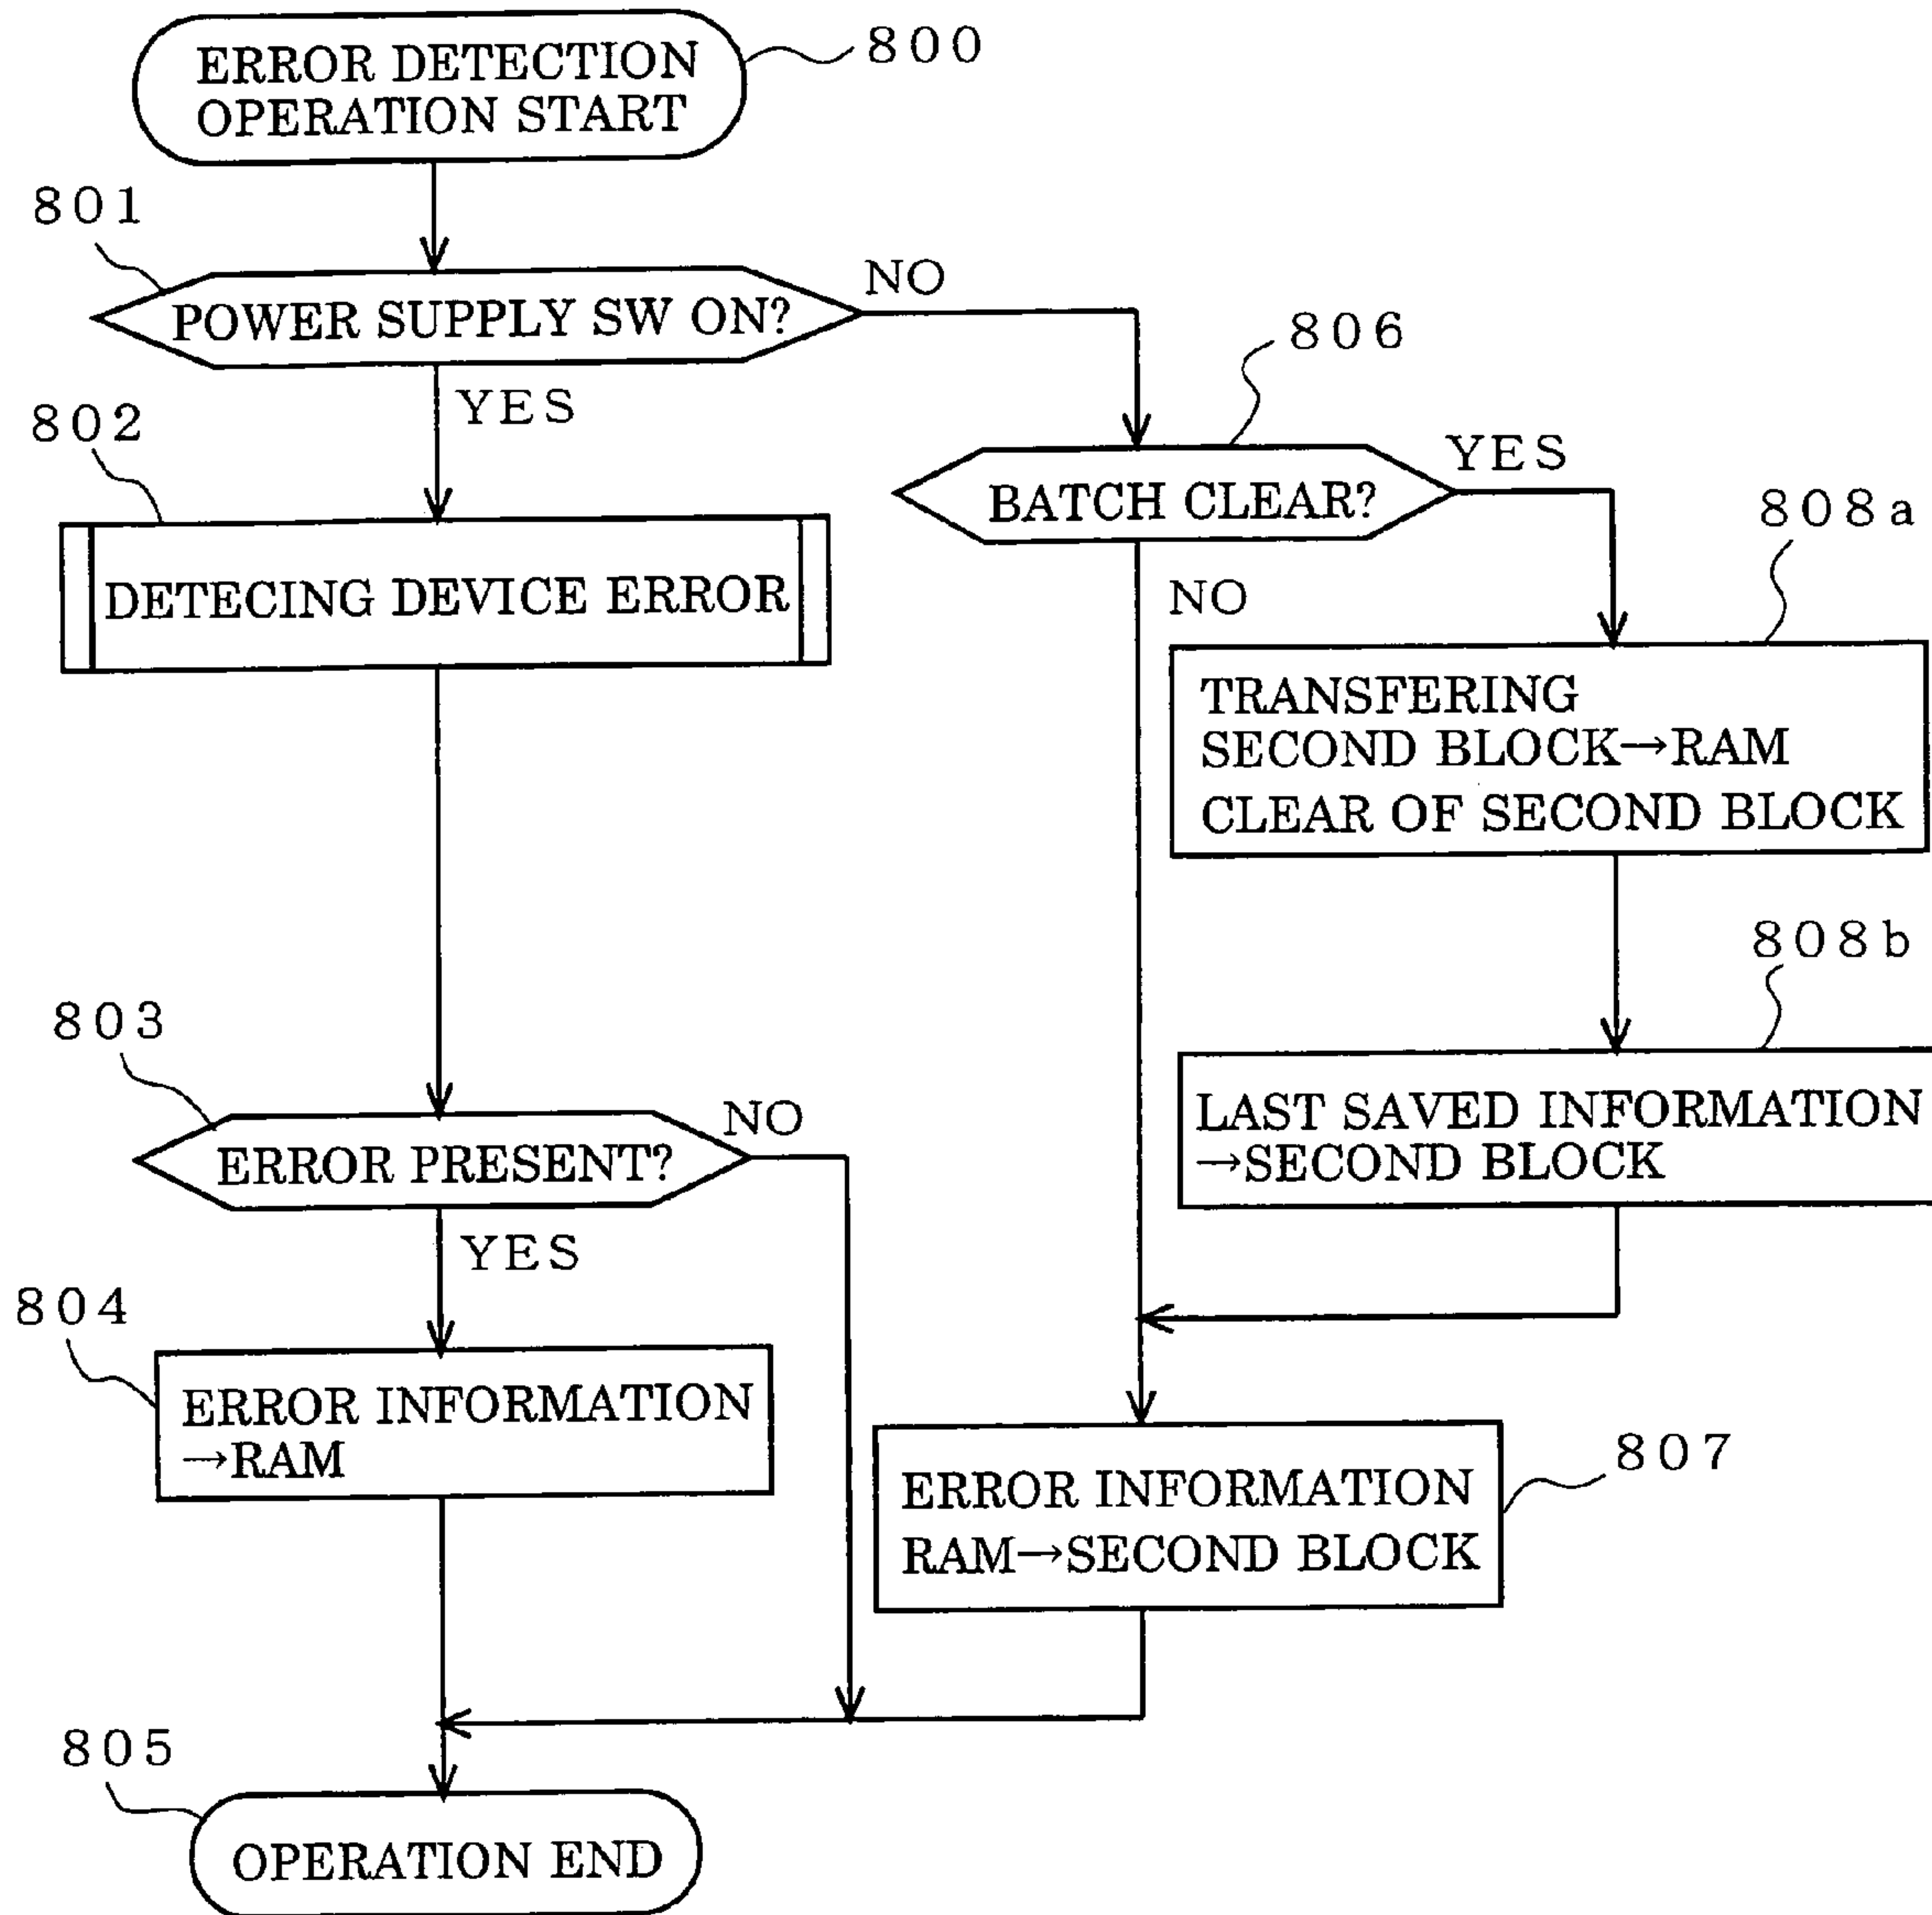 ERROR DETECTION
OPERATION START
800
801
POWER SUPPLY SW ON?
NO
YES
806
BATCH CLEAR?
YES
NO
802
DETECING DEVICE ERROR
808a
TRANSFERING
SECOND BLOCK→RAM
CLEAR OF SECOND BLOCK
808b
LAST SAVED INFORMATION
→SECOND BLOCK
803
ERROR PRESENT?
NO
YES
804
ERROR INFORMATION
→RAM
807
ERROR INFORMATION
RAM→SECOND BLOCK
805
OPERATION END